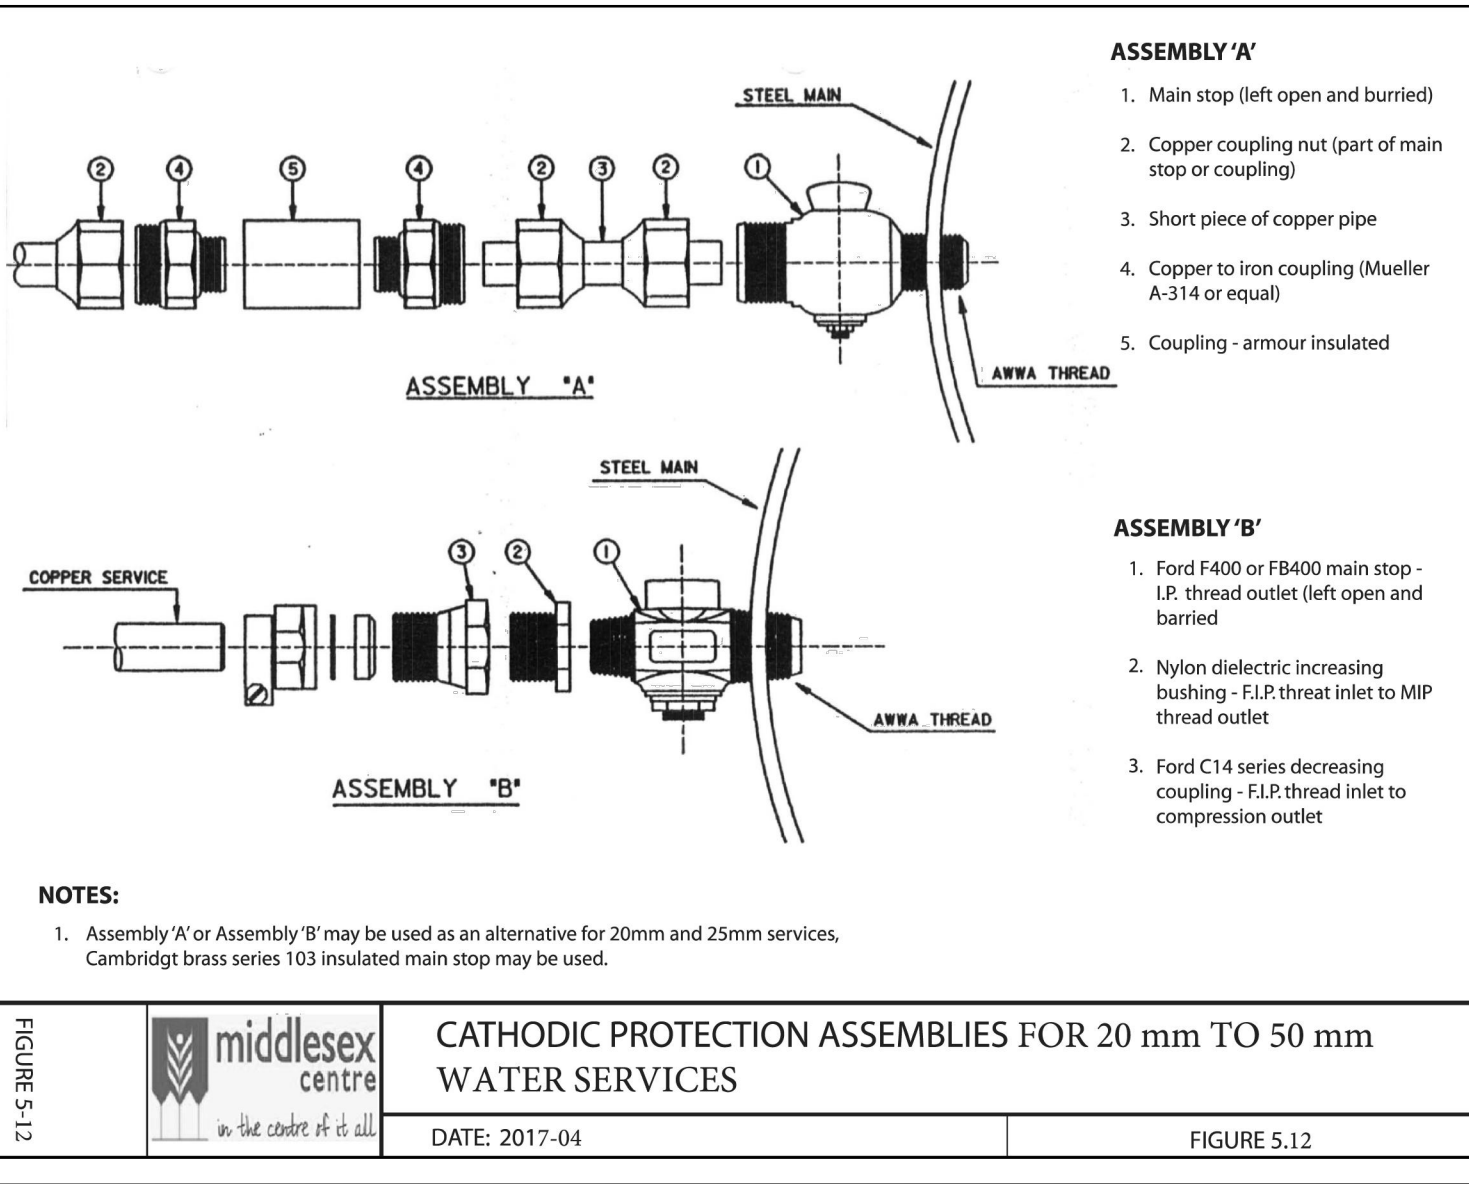 ASSEMBLY 'A'
1. Main stop (left open and burried)
2. Copper coupling nut (part of main
stop or coupling)
3. Short piece of copper pipe
4. Copper to iron coupling (Mueller
A-314 or equal)
5. Coupling - armour insulated
STEEL MAIN
2 4 5 4 2 3 2 1
AWWA THREAD
ASSEMBLY "A"
STEEL MAIN
3 2 1
COPPER SERVICE
AWWA THREAD
ASSEMBLY "B"
ASSEMBLY 'B'
1. Ford F400 or FB400 main stop -
I.P. thread outlet (left open and
barried
2. Nylon dielectric increasing
bushing - F.I.P. threat inlet to MIP
thread outlet
3. Ford C14 series decreasing
coupling - F.I.P. thread inlet to
compression outlet
NOTES:
1. Assembly 'A' or Assembly 'B' may be used as an alternative for 20mm and 25mm services,
Cambridgt brass series 103 insulated main stop may be used.
FIGURE 5-12
middlesex
centre
in the centre of it all
CATHODIC PROTECTION ASSEMBLIES FOR 20 mm TO 50 mm
WATER SERVICES
DATE: 2017-04
FIGURE 5.12